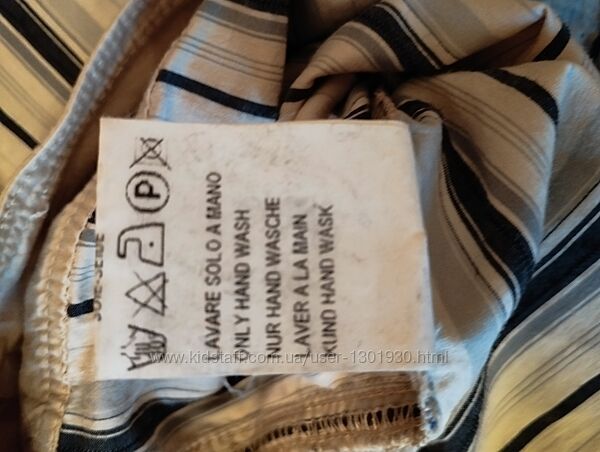 P
LAVARE SOLO A MANO
ONLY HAND WASH
NUR HAND WASCHE
LAVER A LA MAIN
HAND WASK
www.kidstaff.com.ua/user-1301930.html